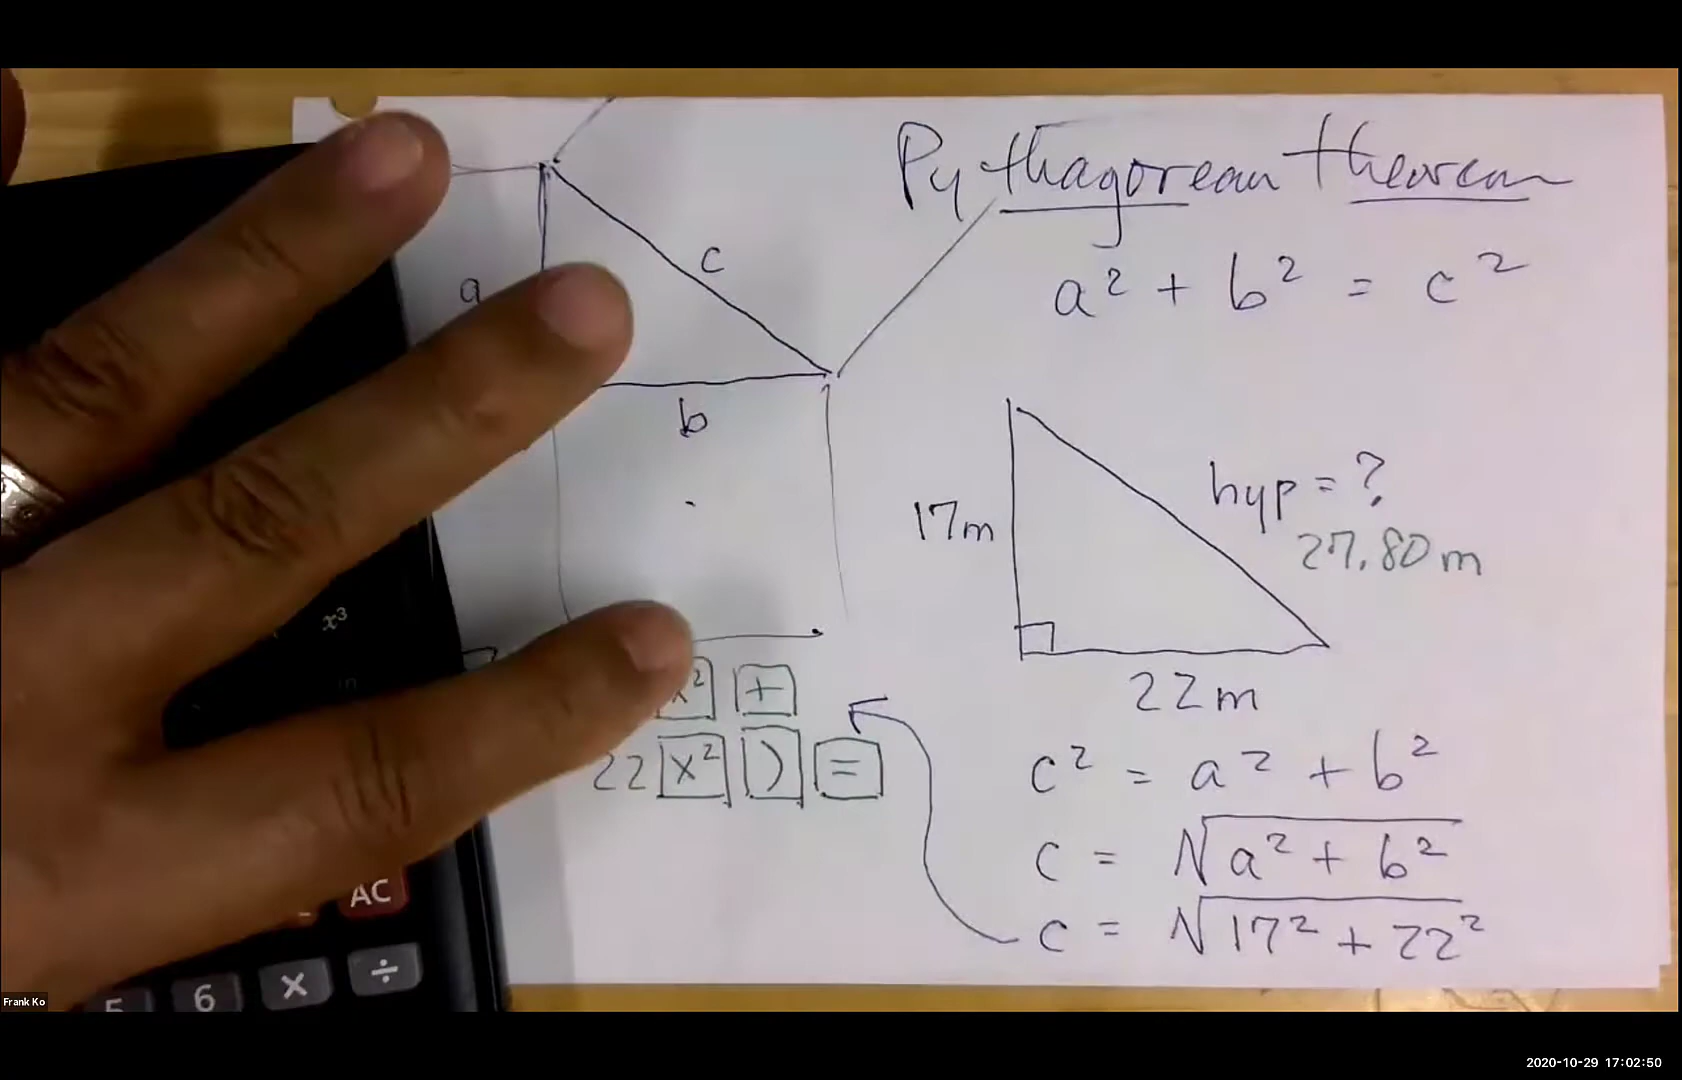 Pythagorean theorem
a² + b² = c²
a
c
b
17m
hyp = ?
27.80 m
22m
x² +
22 x² ) =
c² = a² + b²
c = √a² + b²
c = √17² + 22²
x³
AC
5 6 × ÷
Frank Ko
2020-10-29 17:02:50